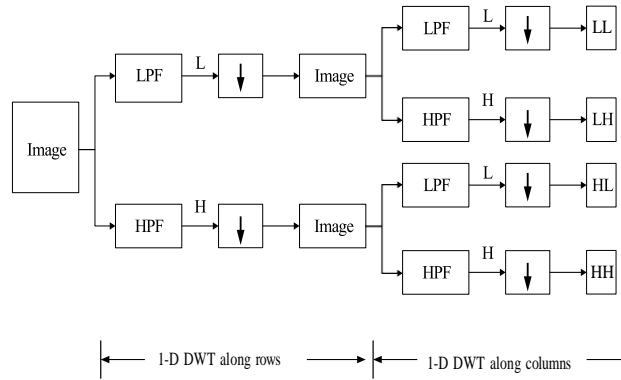 LPF L LL
LPF L Image
HPF H LH
Image
LPF L HL
HPF H Image
HPF H HH
1-D DWT along rows 1-D DWT along columns